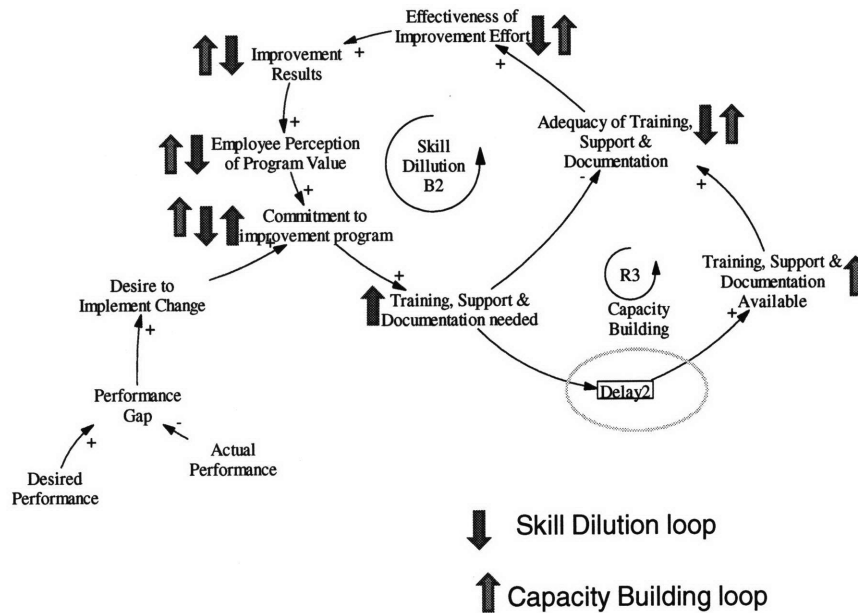 Effectiveness of
Improvement Effort
+
+
Improvement
Results
+
Employee Perception
of Program Value
+
Commitment to
improvement program
+
Skill
Dillution
B2
Adequacy of Training,
Support &
Documentation
-
+
Desire to
Implement Change
+
+
Training, Support &
Documentation needed
R3
Capacity
Building
Training, Support &
Documentation
Available
+
Delay2
Performance
Gap
+
-
Actual
Performance
Desired
Performance
Skill Dilution loop
Capacity Building loop